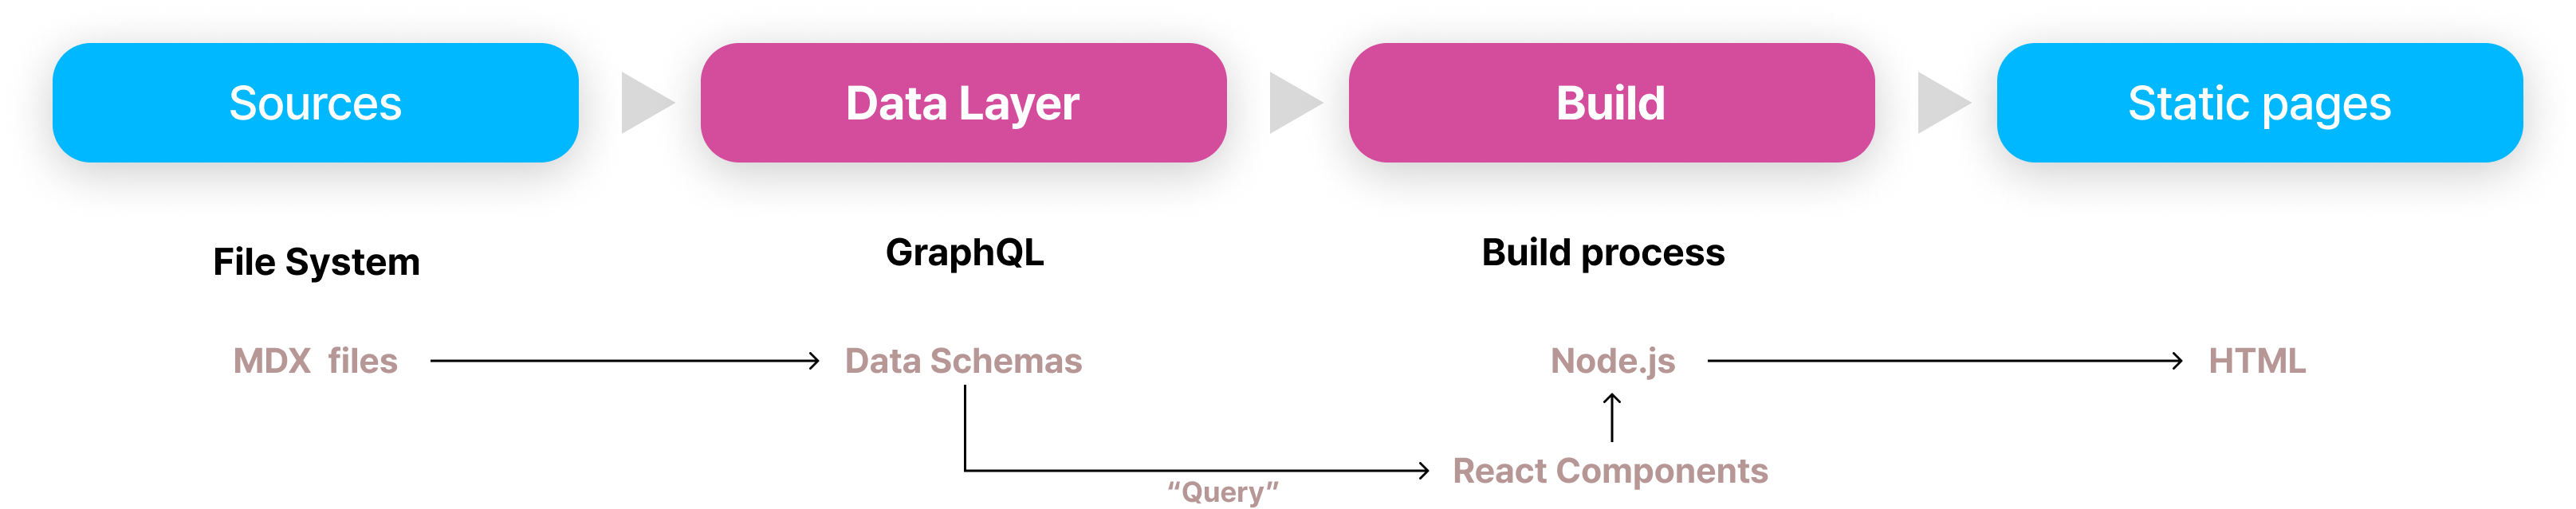 Sources
Data Layer
Build
Static pages
File System
GraphQL
Build process
MDX files
Data Schemas
Node.js
HTML
React Components
“Query”